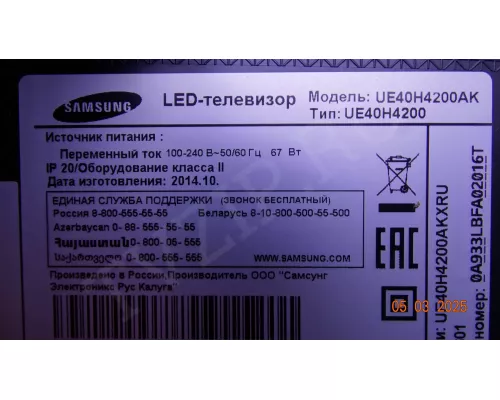 SAMSUNG
LED-телевизор
Модель: UE40H4200AK
Тип: UE40H4200
Источник питания :
Переменный ток 100-240 В~50/60 Гц 67 Вт
IP 20/Оборудование класса II
Дата изготовления: 2014.10.
ЕДИНАЯ СЛУЖБА ПОДДЕРЖКИ (ЗВОНОК БЕСПЛАТНЫЙ)
Россия 8-800-555-55-55 Беларусь 8-10-800-500-55-500
Azerbaycan 0-88- 555- 55- 55
Հայաստան 0-800- 05- 555
საქართველო 0-800- 555- 555 WWW.SAMSUNG.COM
Произведено в России,Производитель ООО "Самсунг
Электроникс Рус Калуга"
EAC
UE40H4200AKXRU
0A933LBFA02016T
05 03 2025